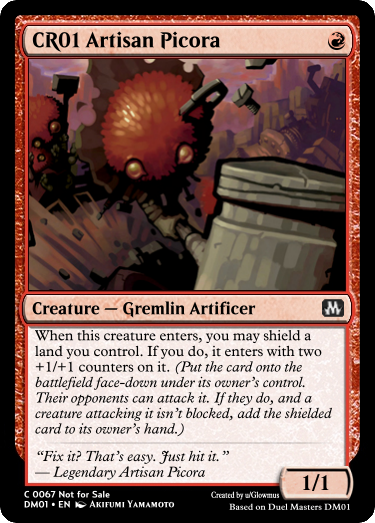 CR01 Artisan Picora
Creature — Gremlin Artificer
When this creature enters, you may shield a
land you control. If you do, it enters with two
+1/+1 counters on it. (Put the card onto the
battlefield face-down under its owner's control.
Their opponents can attack it. If they do, and a
creature attacking it isn't blocked, add the shielded
card to its owner's hand.)
“Fix it? That's easy. Just hit it.”
— Legendary Artisan Picora
1/1
C 0067 Not for Sale
DM01 • EN AKIFUMI YAMAMOTO
Created by u/Glowmus
Based on Duel Masters DM01